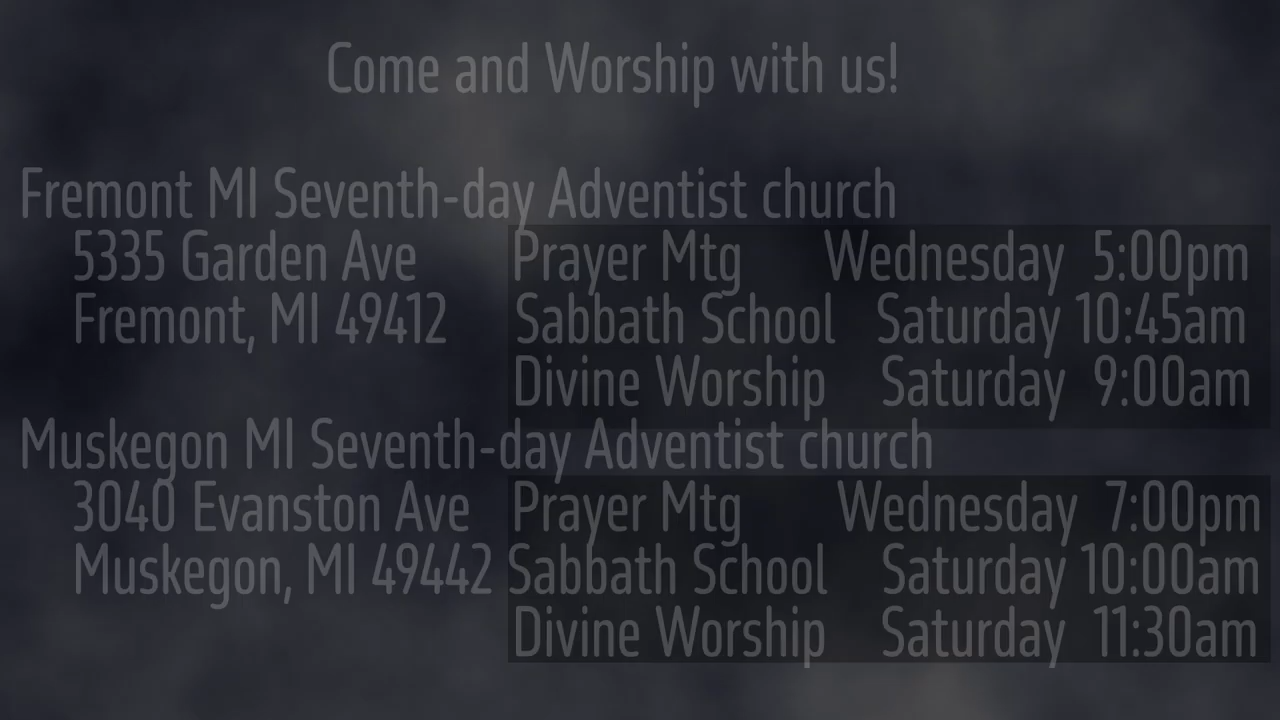 Come and Worship with us!
Fremont MI Seventh-day Adventist church
5335 Garden Ave Prayer Mtg Wednesday 5:00pm
Fremont, MI 49412 Sabbath School Saturday 10:45am
Divine Worship Saturday 9:00am
Muskegon MI Seventh-day Adventist church
3040 Evanston Ave Prayer Mtg Wednesday 7:00pm
Muskegon, MI 49442 Sabbath School Saturday 10:00am
Divine Worship Saturday 11:30am